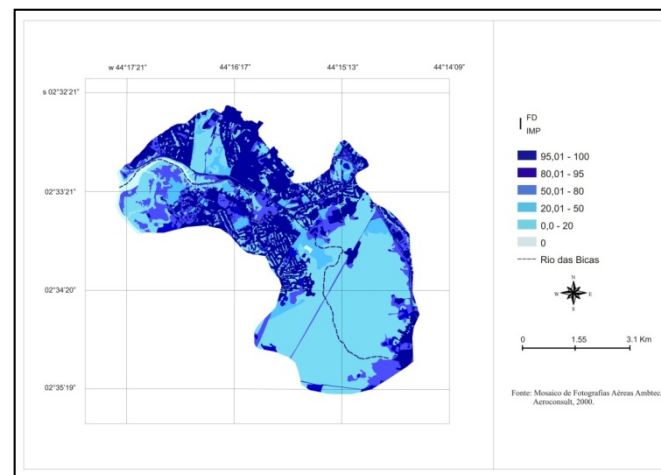 w 44°17'21" 44°16'17" 44°15'13" 44°14'09"
s 02°32'21"
02°33'21"
02°34'20"
02°35'19"
FD
IMP
95,01 - 100
80,01 - 95
50,01 - 80
20,01 - 50
0,0 - 20
0
Rio das Bicas
N
W E
S
0 1.55 3.1 Km
Fonte: Mosaico de Fotografias Aéreas Ambtec.
Aeroconsult, 2000.